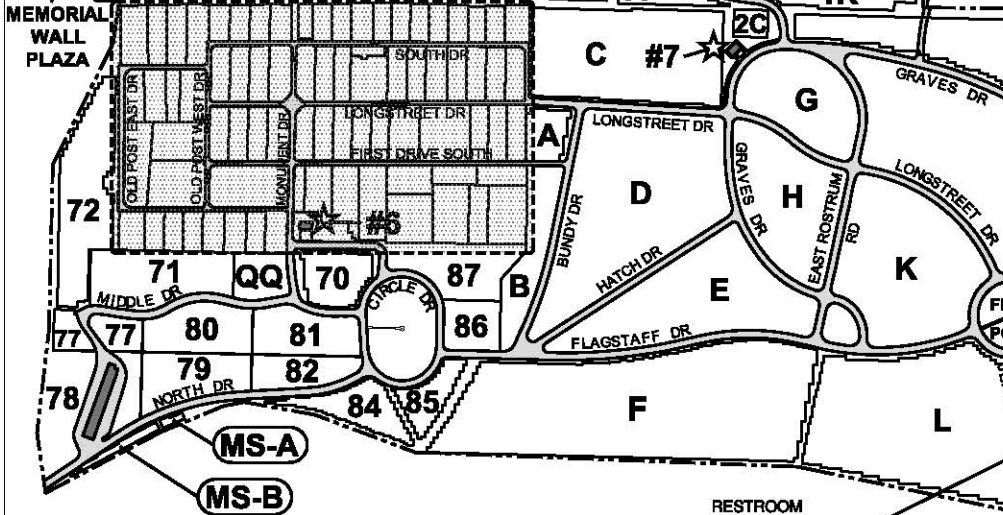 MEMORIAL
WALL
PLAZA
2C
C
#7
SOUTH DR
GRAVES DR
G
OLD POST EAST DR
OLD POST WEST DR
MONUMENT DR
LONGSTREET DR
A
LONGSTREET DR
FIRST DRIVE SOUTH
GRAVES DR
LONGSTREET DR
72
D
H
EAST ROSTRUM
RD
#6
BUNDY DR
K
71
QQ
70
87
B
HATCH DR
E
MIDDLE DR
CIRCLE DR
77
77
80
81
86
FLAGSTAFF DR
79
82
78
NORTH DR
84
85
F
L
MS-A
MS-B
RESTROOM